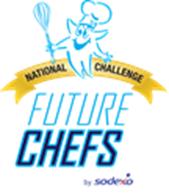 NATIONAL CHALLENGE
FUTURE
CHEFS
by sodexo